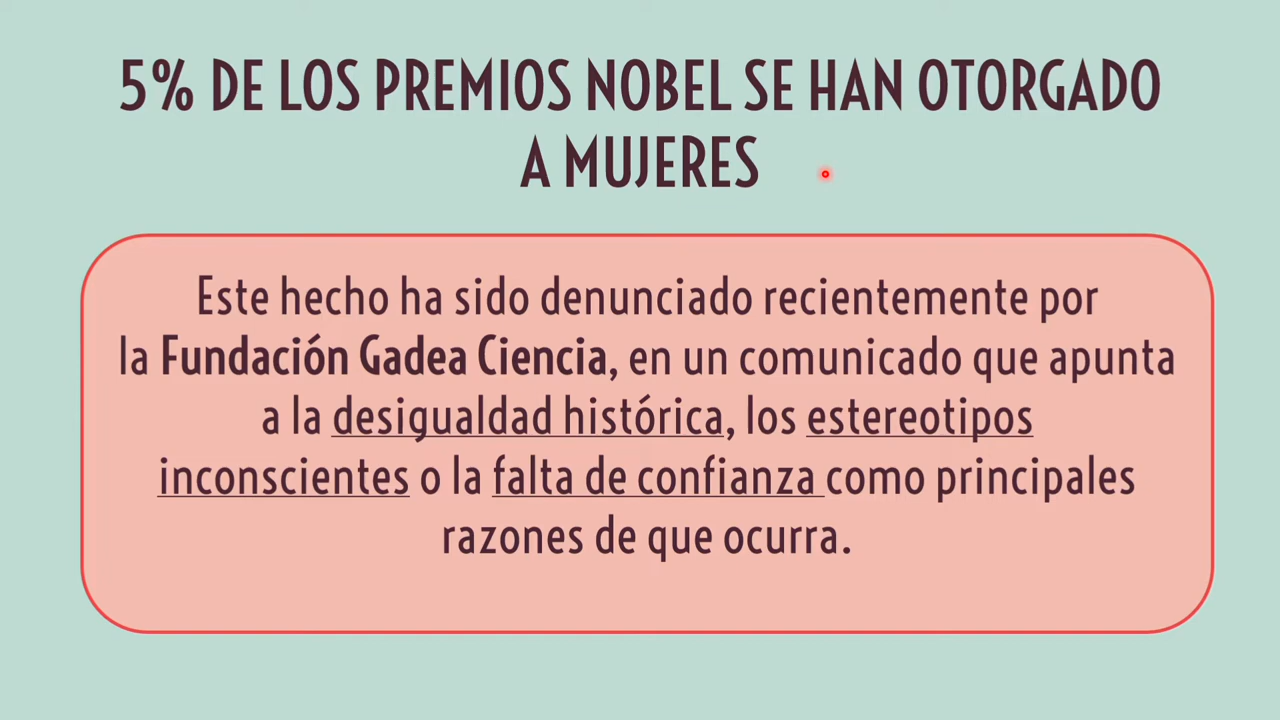 5% DE LOS PREMIOS NOBEL SE HAN OTORGADO
A MUJERES
Este hecho ha sido denunciado recientemente por
la Fundación Gadea Ciencia, en un comunicado que apunta
a la desigualdad histórica, los estereotipos
inconscientes o la falta de confianza como principales
razones de que ocurra.